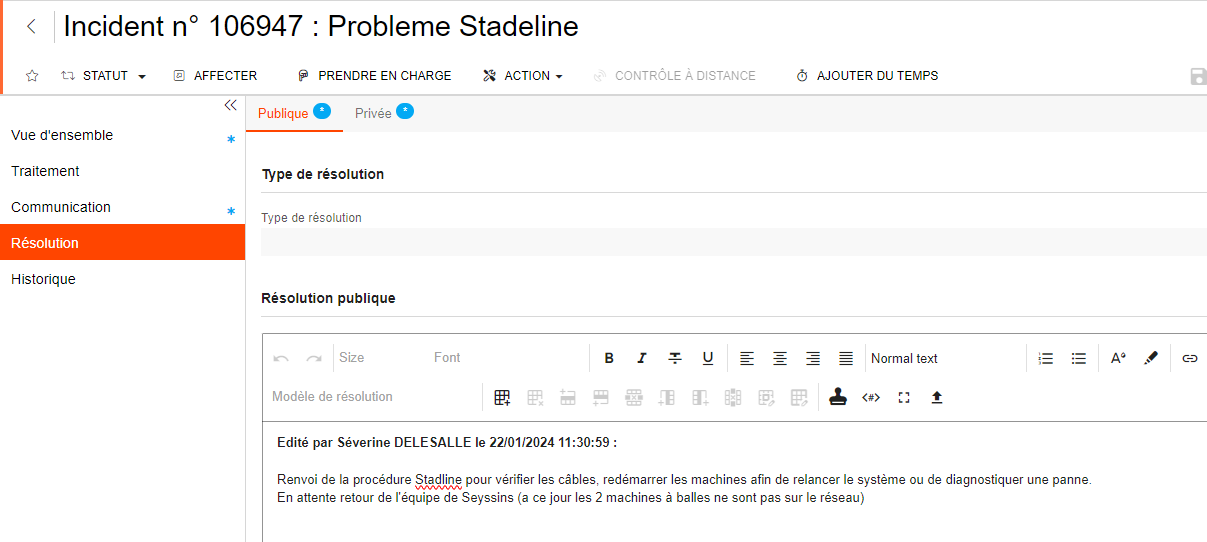 Incident n° 106947 : Probleme Stadeline
STATUT AFFECTER PRENDRE EN CHARGE ACTION CONTRÔLE À DISTANCE AJOUTER DU TEMPS
Publique * Privée *
Vue d'ensemble *
Traitement
Communication *
Résolution
Historique
Type de résolution
Type de résolution
Résolution publique
Size Font B I T U Normal text
Modèle de résolution
Edité par Séverine DELESALLE le 22/01/2024 11:30:59 :
Renvoi de la procédure Stadline pour vérifier les câbles, redémarrer les machines afin de relancer le système ou de diagnostiquer une panne.
En attente retour de l'équipe de Seyssins (a ce jour les 2 machines à balles ne sont pas sur le réseau)